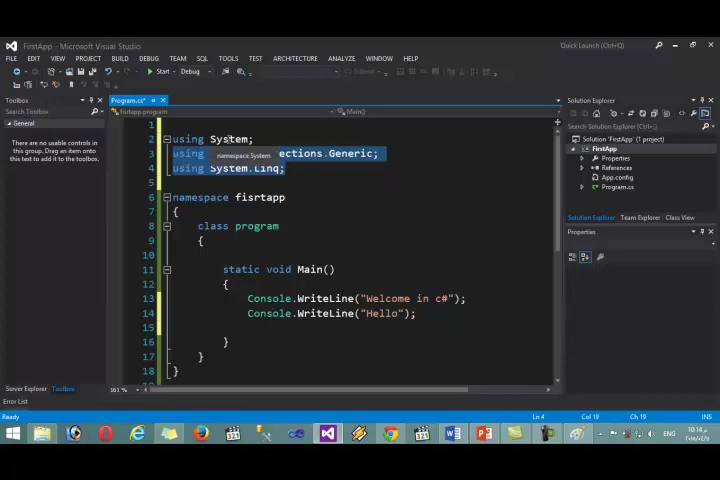 FirstApp - Microsoft Visual Studio
Quick Launch (Ctrl+Q)
FILE EDIT VIEW PROJECT BUILD DEBUG TEAM SQL TOOLS TEST ARCHITECTURE ANALYZE WINDOW HELP
Start Debug
Toolbox
Search Toolbox
General
There are no usable controls in
this group. Drag an item onto
this text to add it to the
toolbox.
Program.cs*
fisrtapp.program Main()
1
2 using System;
3 using ections.Generic;
namespace System
4 using System.Linq;
5
6 namespace fisrtapp
7 {
8 class program
9 {
10
11 static void Main()
12 {
13 Console.WriteLine("Welcome in c#");
14 Console.WriteLine("Hello");
15
16 }
17 }
18 }
161 %
Solution Explorer
Search Solution Explorer (Ctrl+;)
Solution 'FirstApp' (1 project)
FirstApp
Properties
References
App.config
Program.cs
Solution Explorer Team Explorer Class View
Properties
Server Explorer Toolbox
Error List
Ready Ln 4 Col 19 Ch 19 INS